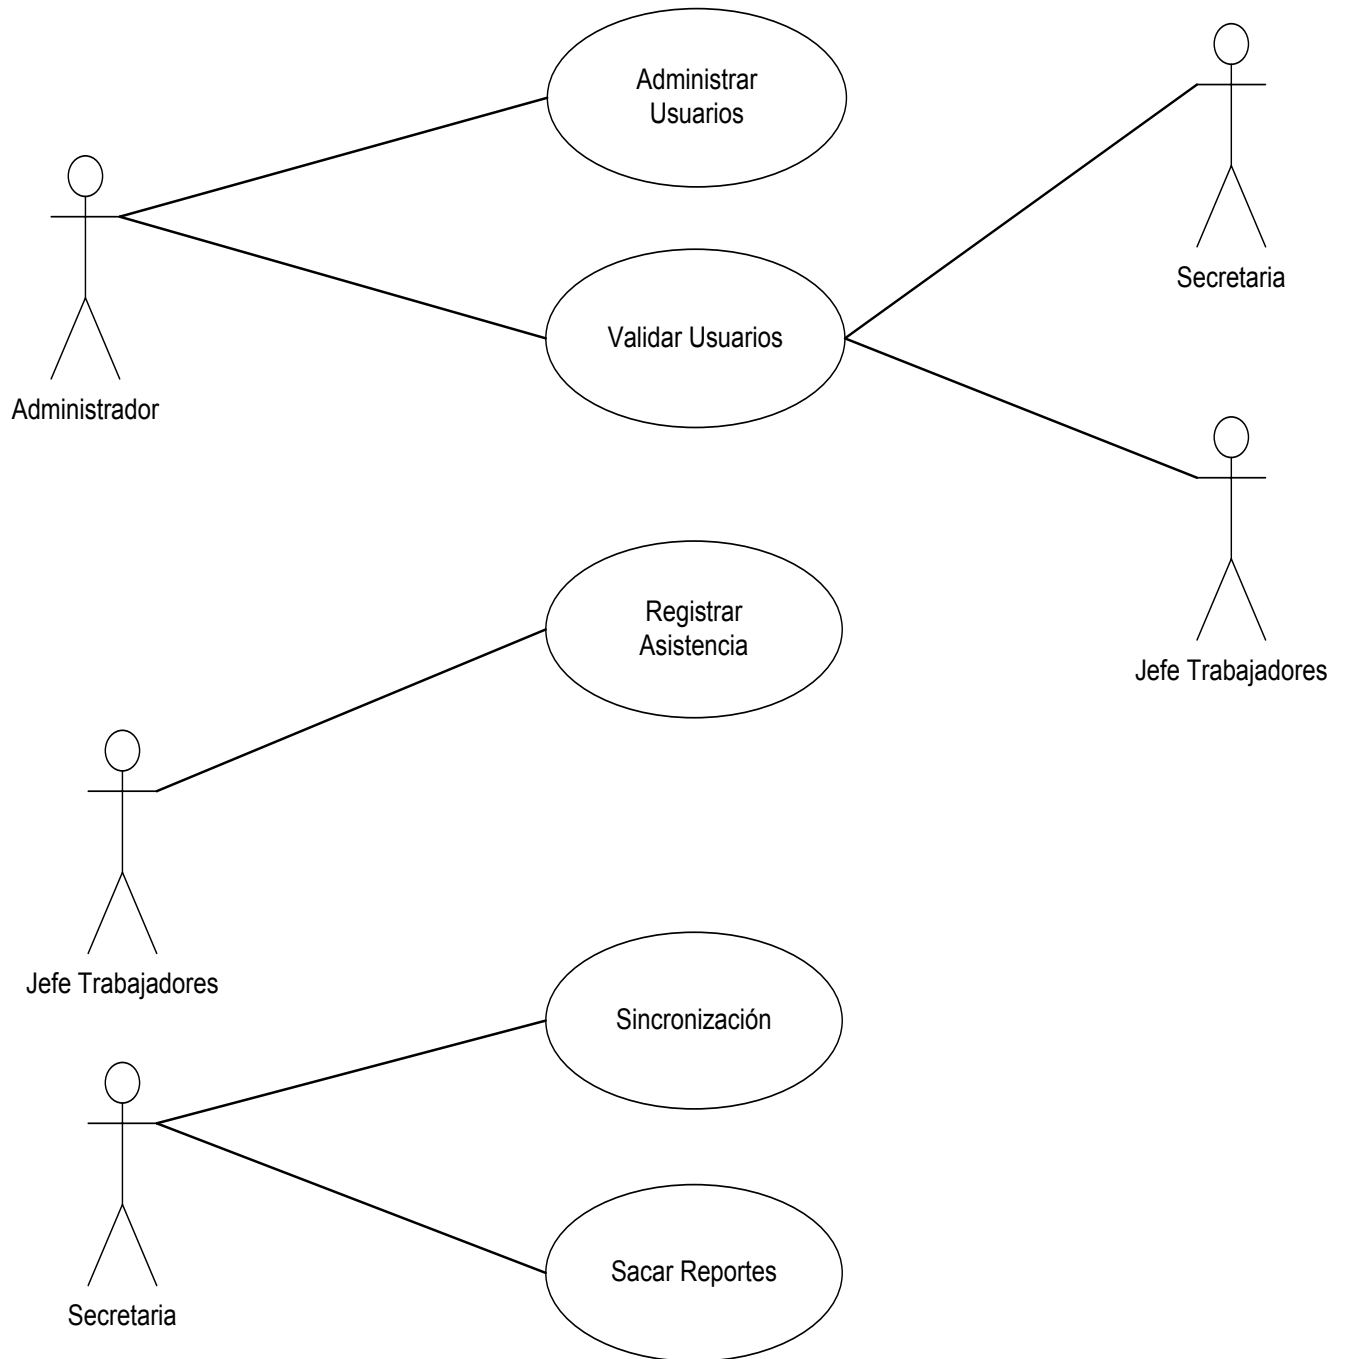 Administrar
Usuarios
Secretaria
Validar Usuarios
Administrador
Registrar
Asistencia
Jefe Trabajadores
Jefe Trabajadores
Sincronización
Sacar Reportes
Secretaria